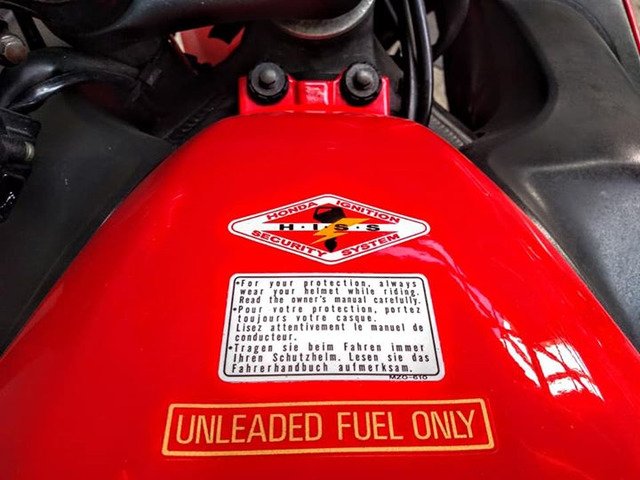 HONDA IGNITION
H·I·S·S
SECURITY SYSTEM
•For your protection, always
wear your helmet while riding.
Read the owner's manual carefully.
•Pour votre protection, portez
toujours votre casque.
Lisez attentivement le manuel de
conducteur.
•Tragen sie beim Fahren immer
Ihren Schutzhelm. Lesen sie das
Fahrerhandbuch aufmerksam.
MZ0-610
UNLEADED FUEL ONLY